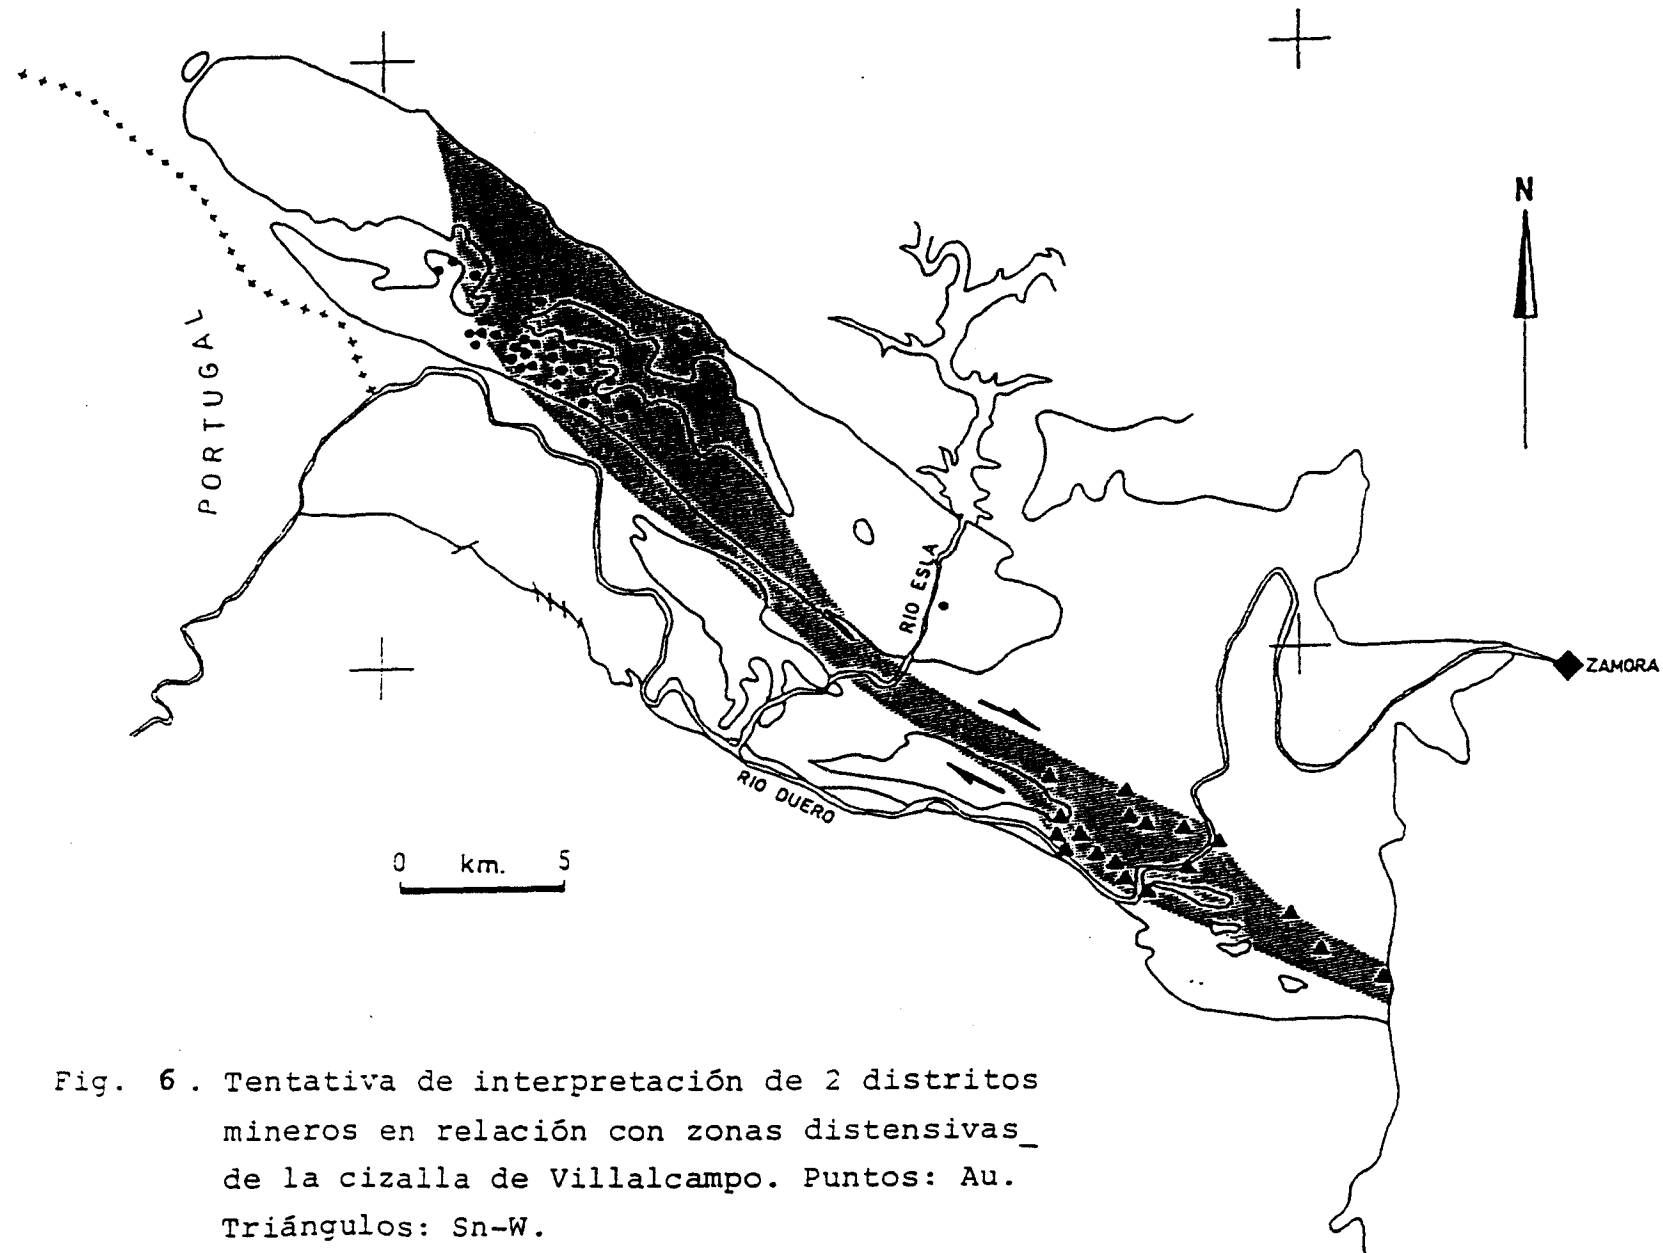 N
PORTUGAL
RIO ESLA
ZAMORA
RIO DUERO
0 km. 5
Fig. 6. Tentativa de interpretación de 2 distritos
mineros en relación con zonas distensivas_
de la cizalla de Villalcampo. Puntos: Au.
Triángulos: Sn-W.